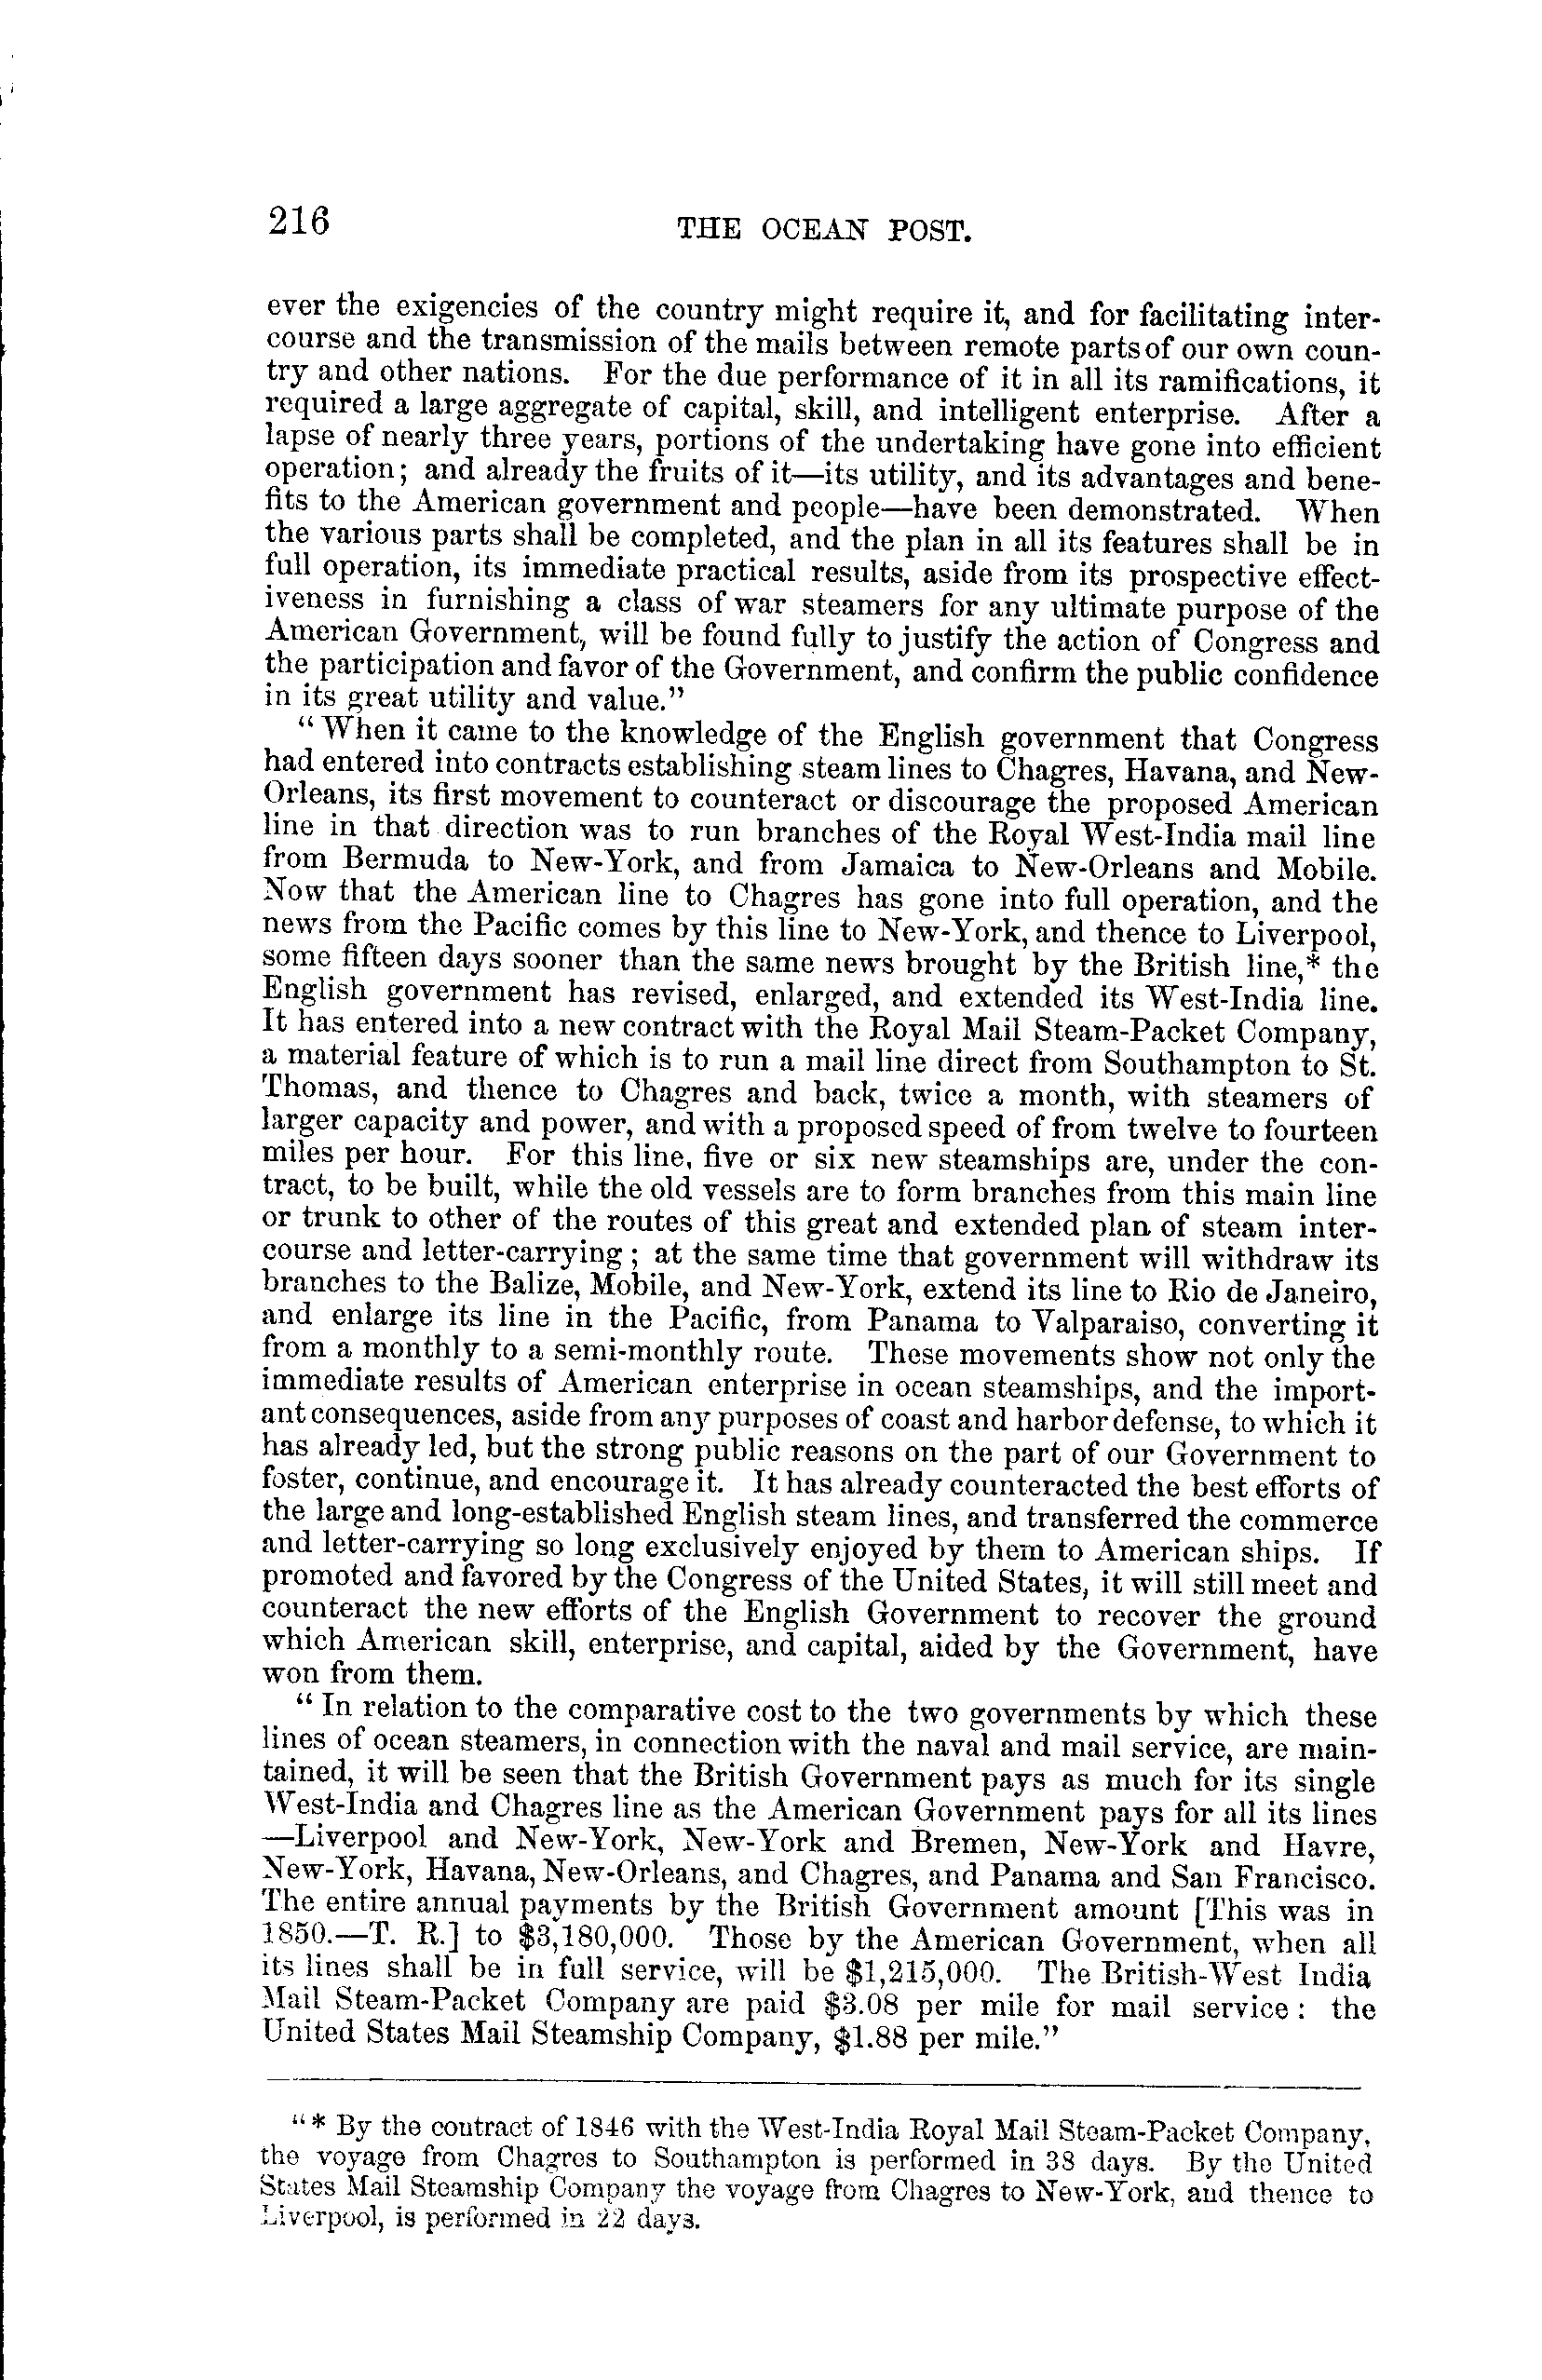 216 THE OCEAN POST.
ever the exigencies of the country might require it, and for facilitating inter-
course and the transmission of the mails between remote parts of our own coun-
try and other nations. For the due performance of it in all its ramifications, it
required a large aggregate of capital, skill, and intelligent enterprise. After a
lapse of nearly three years, portions of the undertaking have gone into efficient
operation; and already the fruits of it—its utility, and its advantages and bene-
fits to the American government and people—have been demonstrated. When
the various parts shall be completed, and the plan in all its features shall be in
full operation, its immediate practical results, aside from its prospective effect-
iveness in furnishing a class of war steamers for any ultimate purpose of the
American Government, will be found fully to justify the action of Congress and
the participation and favor of the Government, and confirm the public confidence
in its great utility and value."
"When it came to the knowledge of the English government that Congress
had entered into contracts establishing steam lines to Chagres, Havana, and New-
Orleans, its first movement to counteract or discourage the proposed American
line in that direction was to run branches of the Royal West-India mail line
from Bermuda to New-York, and from Jamaica to New-Orleans and Mobile.
Now that the American line to Chagres has gone into full operation, and the
news from the Pacific comes by this line to New-York, and thence to Liverpool,
some fifteen days sooner than the same news brought by the British line,* the
English government has revised, enlarged, and extended its West-India line.
It has entered into a new contract with the Royal Mail Steam-Packet Company,
a material feature of which is to run a mail line direct from Southampton to St.
Thomas, and thence to Chagres and back, twice a month, with steamers of
larger capacity and power, and with a proposed speed of from twelve to fourteen
miles per hour. For this line, five or six new steamships are, under the con-
tract, to be built, while the old vessels are to form branches from this main line
or trunk to other of the routes of this great and extended plan of steam inter-
course and letter-carrying; at the same time that government will withdraw its
branches to the Balize, Mobile, and New-York, extend its line to Rio de Janeiro,
and enlarge its line in the Pacific, from Panama to Valparaiso, converting it
from a monthly to a semi-monthly route. These movements show not only the
immediate results of American enterprise in ocean steamships, and the import-
ant consequences, aside from any purposes of coast and harbor defense, to which it
has already led, but the strong public reasons on the part of our Government to
foster, continue, and encourage it. It has already counteracted the best efforts of
the large and long-established English steam lines, and transferred the commerce
and letter-carrying so long exclusively enjoyed by them to American ships. If
promoted and favored by the Congress of the United States, it will still meet and
counteract the new efforts of the English Government to recover the ground
which American skill, enterprise, and capital, aided by the Government, have
won from them.
"In relation to the comparative cost to the two governments by which these
lines of ocean steamers, in connection with the naval and mail service, are main-
tained, it will be seen that the British Government pays as much for its single
West-India and Chagres line as the American Government pays for all its lines
—Liverpool and New-York, New-York and Bremen, New-York and Havre,
New-York, Havana, New-Orleans, and Chagres, and Panama and San Francisco.
The entire annual payments by the British Government amount [This was in
1850.—T. R.] to $3,180,000. Those by the American Government, when all
its lines shall be in full service, will be $1,215,000. The British-West India
Mail Steam-Packet Company are paid $3.08 per mile for mail service: the
United States Mail Steamship Company, $1.88 per mile."
"* By the contract of 1846 with the West-India Royal Mail Steam-Packet Company,
the voyage from Chagres to Southampton is performed in 38 days. By the United
States Mail Steamship Company the voyage from Chagres to New-York, and thence to
Liverpool, is performed in 22 days.